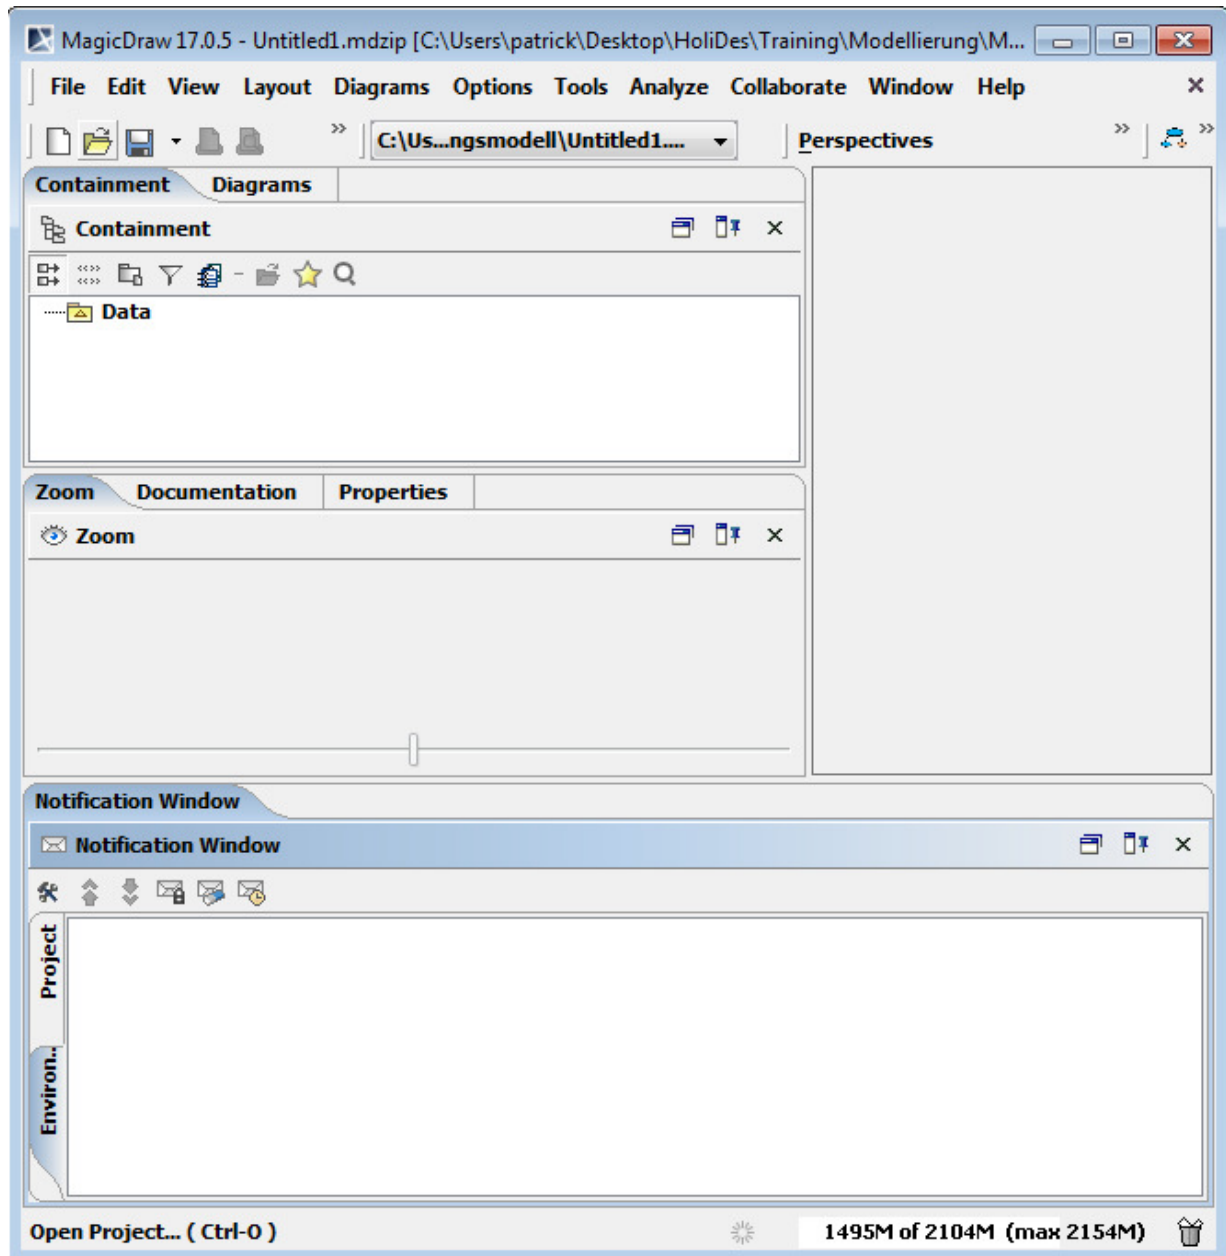 MagicDraw 17.0.5 - Untitled1.mdzip [C:\Users\patrick\Desktop\HoliDes\Training\Modellierung\M...
File Edit View Layout Diagrams Options Tools Analyze Collaborate Window Help
C:\Us...ngsmodell\Untitled1....
Perspectives
Containment Diagrams
Containment
Data
Zoom Documentation Properties
Zoom
Notification Window
Notification Window
Project
Environ..
Open Project... ( Ctrl-O )
1495M of 2104M (max 2154M)